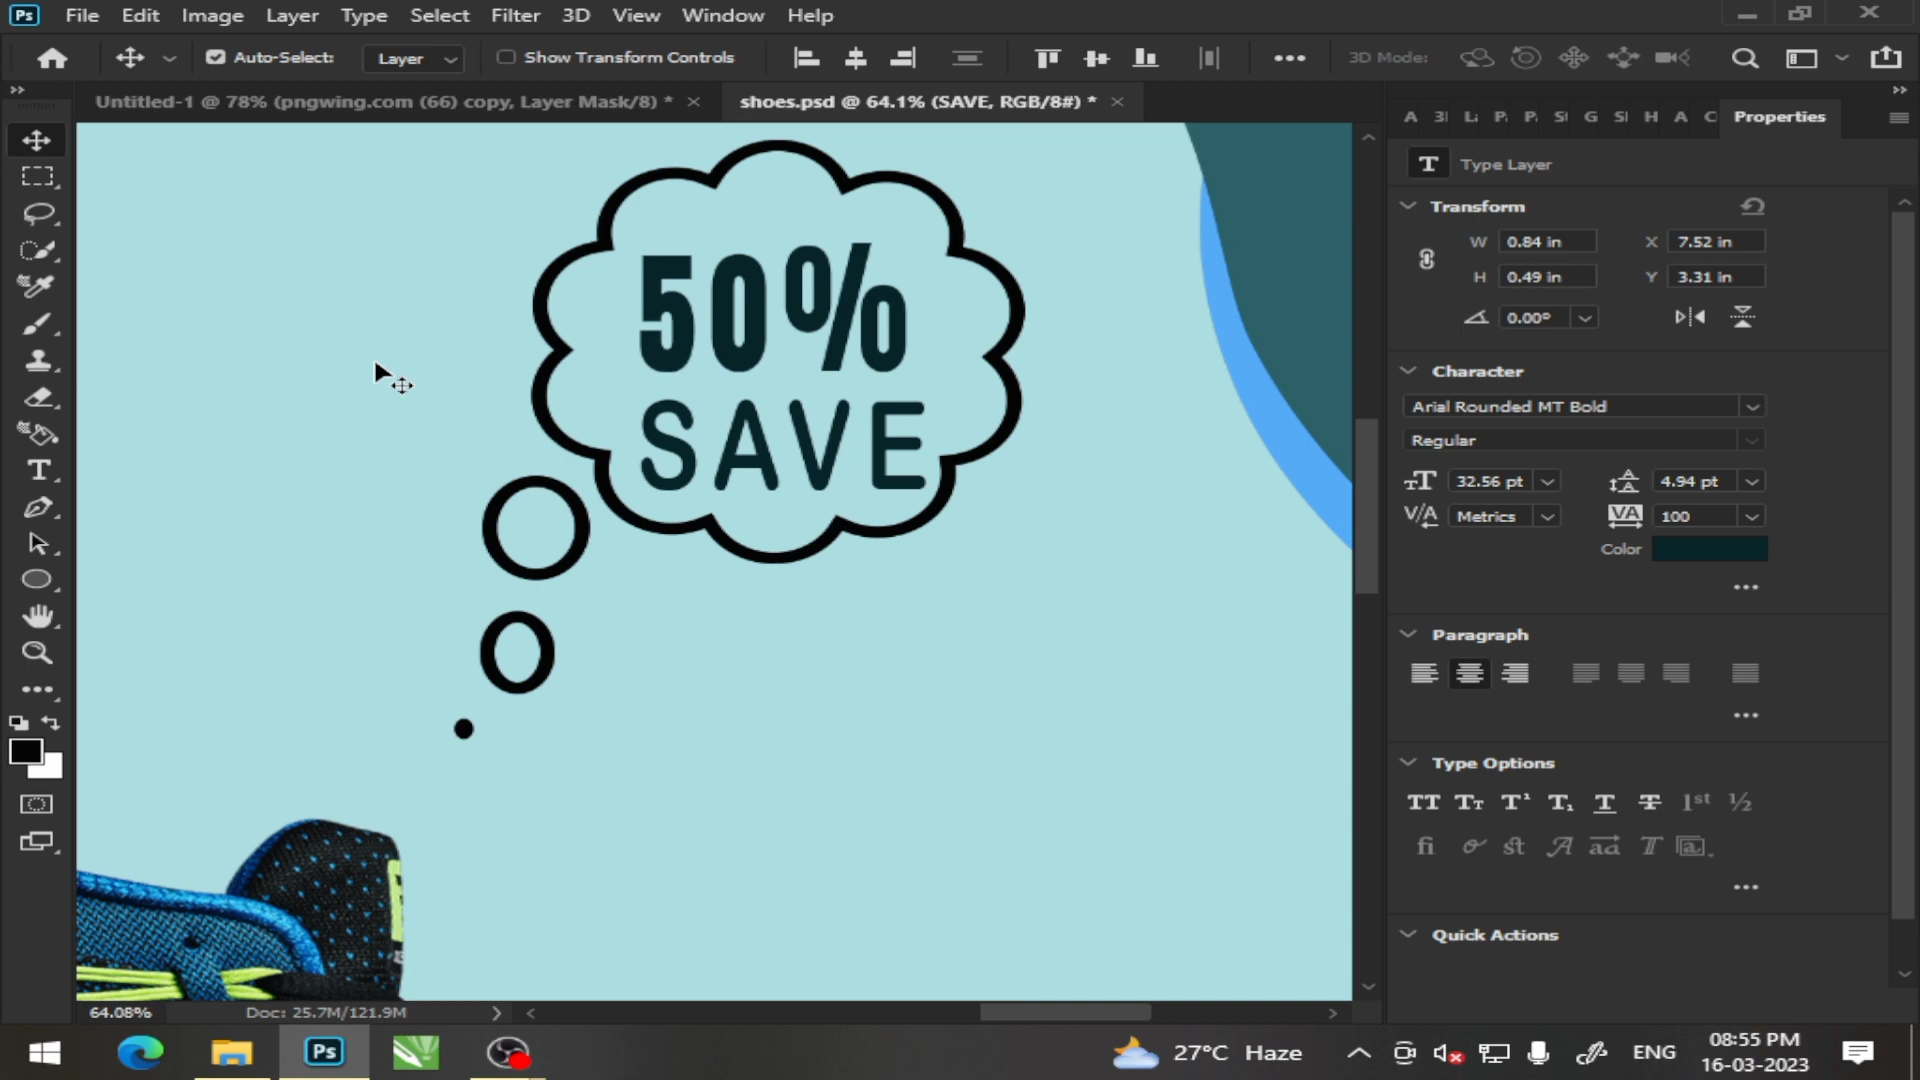 Ps File Edit Image Layer Type Select Filter 3D View Window Help
Auto-Select: Layer Show Transform Controls 3D Mode:
Untitled-1 @ 78% (pngwing.com (66) copy, Layer Mask/8) * shoes.psd @ 64.1% (SAVE, RGB/8#) *
Properties
T Type Layer
Transform
W 0.84 in X 7.52 in
H 0.49 in Y 3.31 in
0.00°
Character
Arial Rounded MT Bold
Regular
32.56 pt 4.94 pt
Metrics 100
Color
Paragraph
Type Options
Quick Actions
50%
SAVE
64.08% Doc: 25.7M/121.9M
Ps
27°C Haze
ENG
08:55 PM
16-03-2023